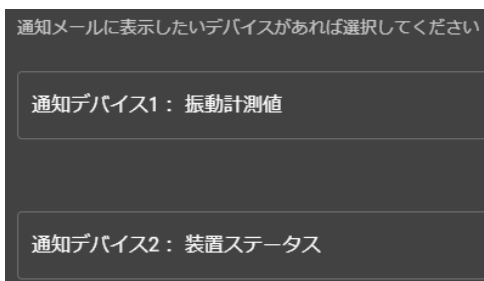 通知メールに表示したいデバイスがあれば選択してください
通知デバイス1： 振動計測値
通知デバイス2： 装置ステータス